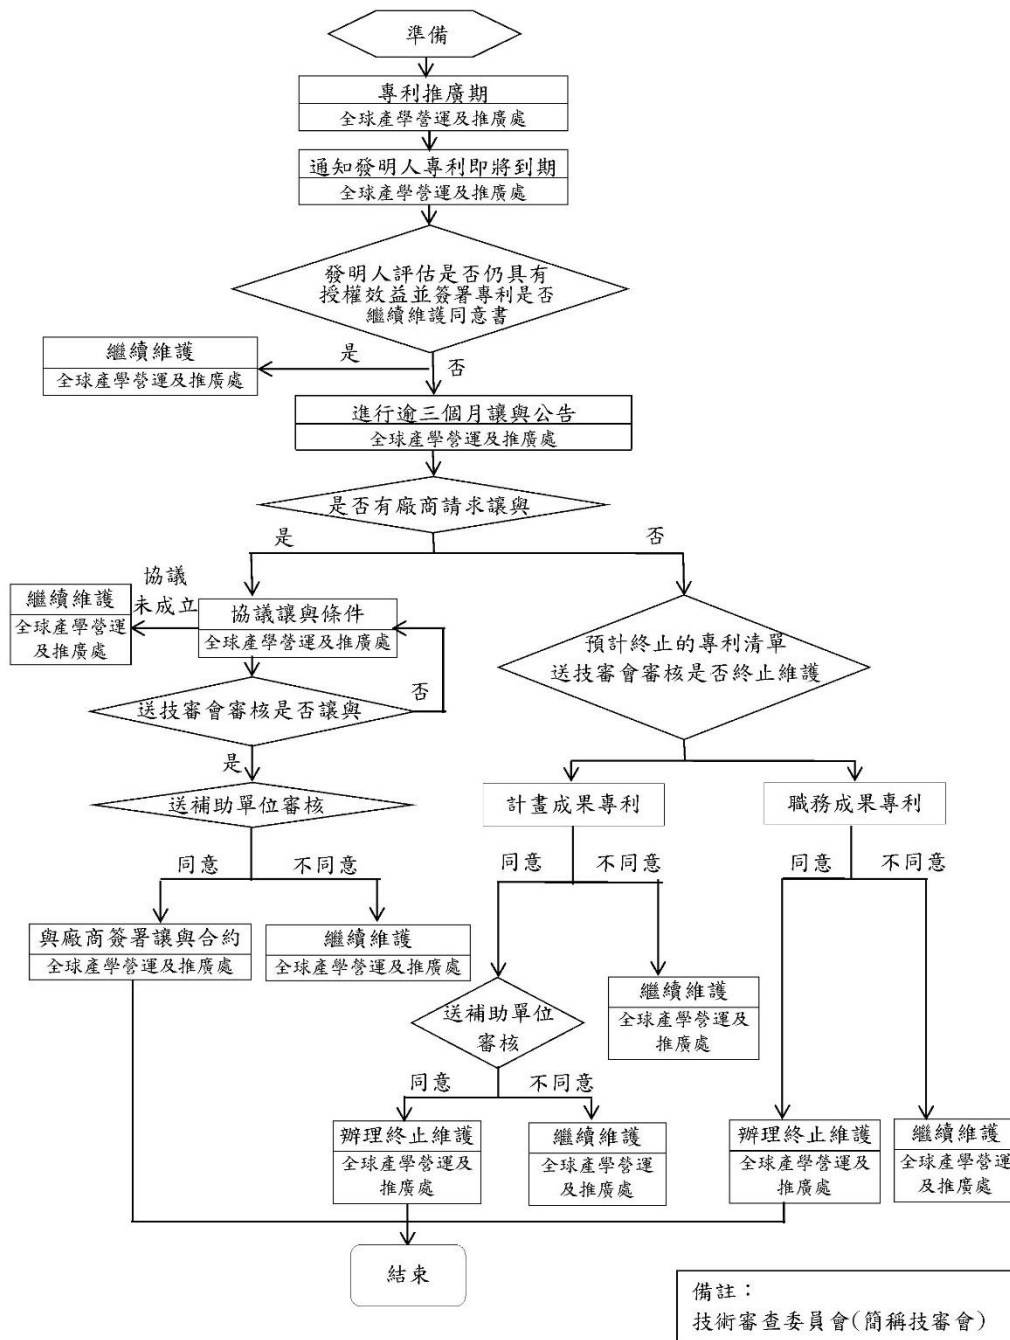 準備
專利推廣期
全球產學營運及推廣處
通知發明人專利即將到期
全球產學營運及推廣處
發明人評估是否仍具有
授權效益並簽署專利是否
繼續維護同意書
是
否
繼續維護
全球產學營運及推廣處
進行逾三個月讓與公告
全球產學營運及推廣處
是否有廠商請求讓與
是
否
協議
未成立
繼續維護
全球產學營運
及推廣處
協議讓與條件
全球產學營運及推廣處
預計終止的專利清單
送技審會審核是否終止維護
送技審會審核是否讓與
否
是
送補助單位審核
計畫成果專利
職務成果專利
同意
不同意
同意
不同意
同意
不同意
與廠商簽署讓與合約
全球產學營運及推廣處
繼續維護
全球產學營運及推廣處
繼續維護
全球產學營運及
推廣處
送補助單位
審核
同意
不同意
辦理終止維護
全球產學營運及
推廣處
繼續維護
全球產學營運
及推廣處
辦理終止維護
全球產學營運及
推廣處
繼續維護
全球產學營運
及推廣處
結束
備註：
技術審查委員會(簡稱技審會)